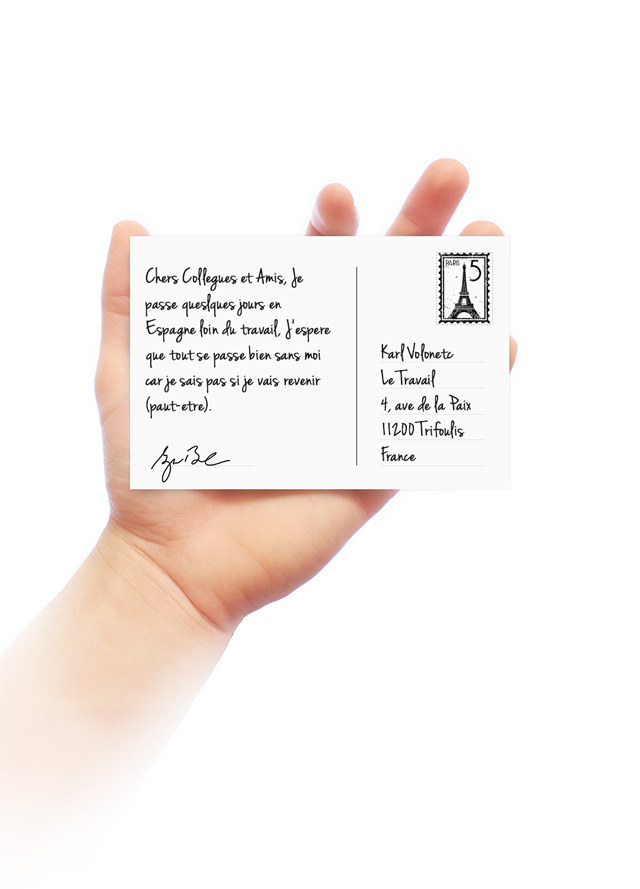 Chers Collegues et Amis, Je
passe queslques jours en
Espagne loin du travail, J'espere
que tout se passe bien sans moi
car je sais pas si je vais revenir
(paut-etre).
PARIS 5
Karl Volonetc
Le Travail
4, ave de la Paix
11200 Trifoulis
France